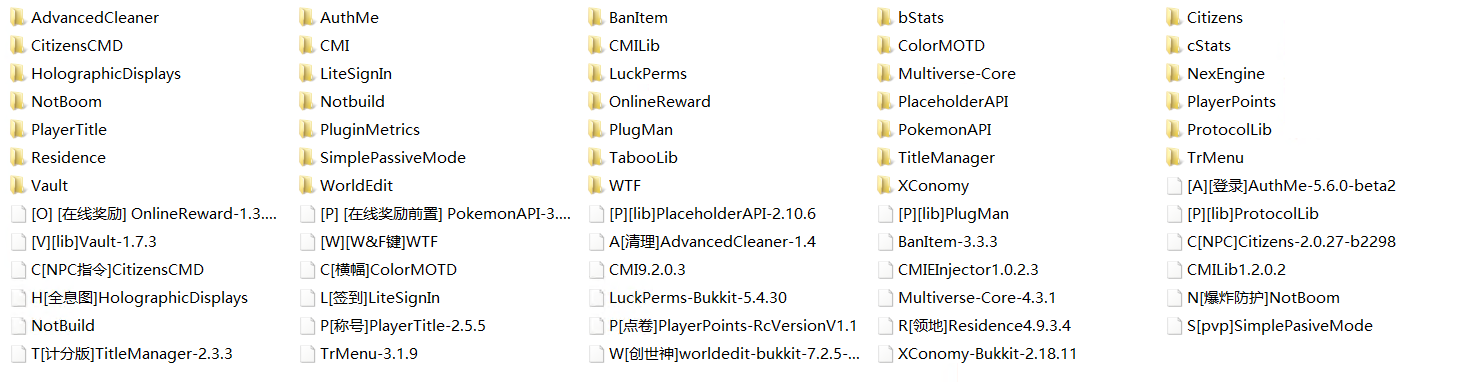 AdvancedCleaner AuthMe BanItem bStats Citizens
CitizensCMD CMI CMILib ColorMOTD cStats
HolographicDisplays LiteSignIn LuckPerms Multiverse-Core NexEngine
NotBoom Notbuild OnlineReward PlaceholderAPI PlayerPoints
PlayerTitle PluginMetrics PlugMan PokemonAPI ProtocolLib
Residence SimplePassiveMode TabooLib TitleManager TrMenu
Vault WorldEdit WTF XConomy [A][登录]AuthMe-5.6.0-beta2
[O] [在线奖励] OnlineReward-1.3.... [P] [在线奖励前置] PokemonAPI-3.... [P][lib]PlaceholderAPI-2.10.6 [P][lib]PlugMan [P][lib]ProtocolLib
[V][lib]Vault-1.7.3 [W][W&F键]WTF A[清理]AdvancedCleaner-1.4 BanItem-3.3.3 C[NPC]Citizens-2.0.27-b2298
C[NPC指令]CitizensCMD C[横幅]ColorMOTD CMI9.2.0.3 CMIEInjector1.0.2.3 CMILib1.2.0.2
H[全息图]HolographicDisplays L[签到]LiteSignIn LuckPerms-Bukkit-5.4.30 Multiverse-Core-4.3.1 N[爆炸防护]NotBoom
NotBuild P[称号]PlayerTitle-2.5.5 P[点卷]PlayerPoints-RcVersionV1.1 R[领地]Residence4.9.3.4 S[pvp]SimplePasiveMode
T[计分版]TitleManager-2.3.3 TrMenu-3.1.9 W[创世神]worldedit-bukkit-7.2.5-... XConomy-Bukkit-2.18.11